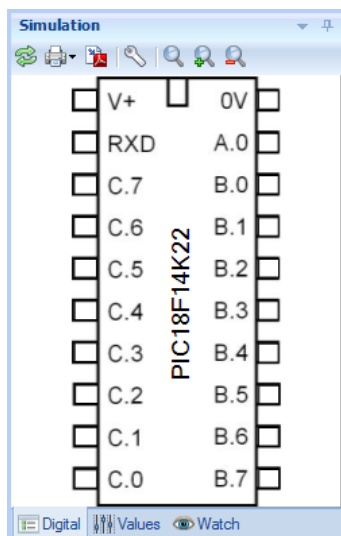 Simulation
V+ 0V
RXD A.0
C.7 B.0
C.6 B.1
C.5 B.2
C.4 B.3
C.3 B.4
C.2 B.5
C.1 B.6
C.0 B.7
PIC18F14K22
Digital Values Watch